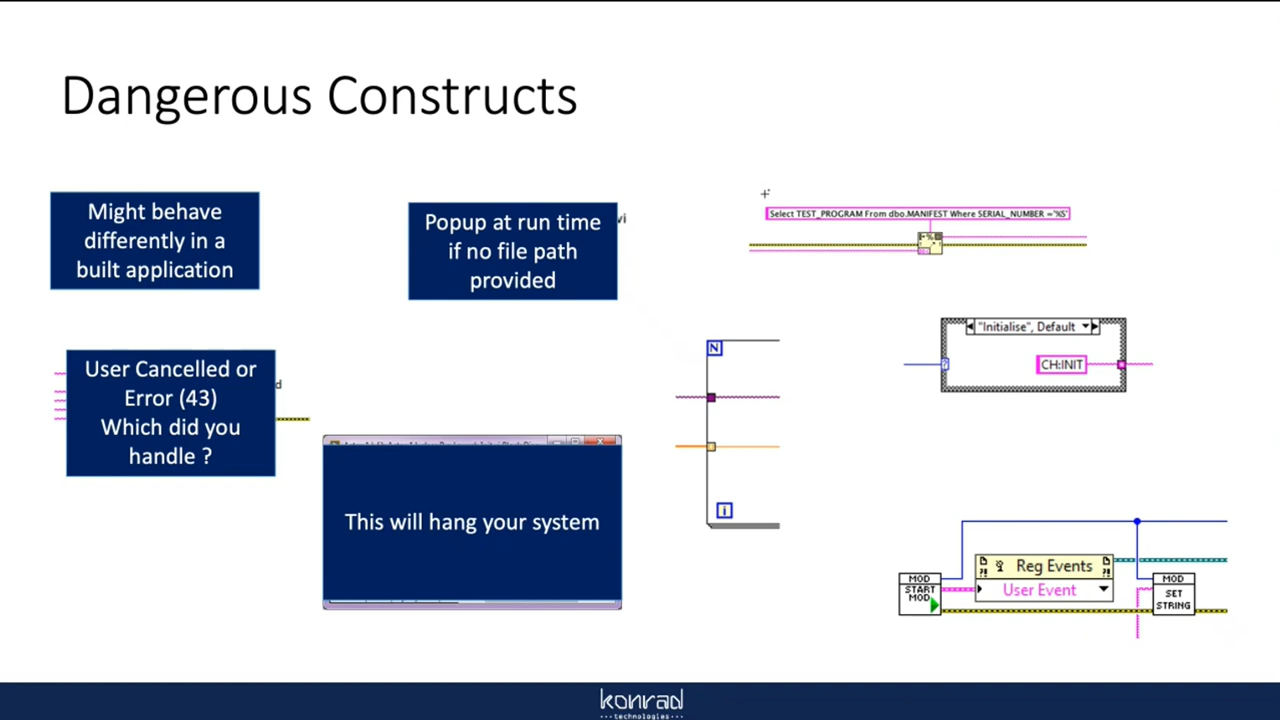 Dangerous Constructs
Might behave
differently in a
built application
Popup at run time
if no file path
provided
vi
Select TEST_PROGRAM From dbo.MANIFEST Where SERIAL_NUMBER ='%S'
User Cancelled or
Error (43)
Which did you
handle ?
d
This will hang your system
N
i
"Initialise", Default
?
CH:INIT
MOD
START
MOD
Reg Events
User Event
MOD
SET
STRING
konrad
technologies